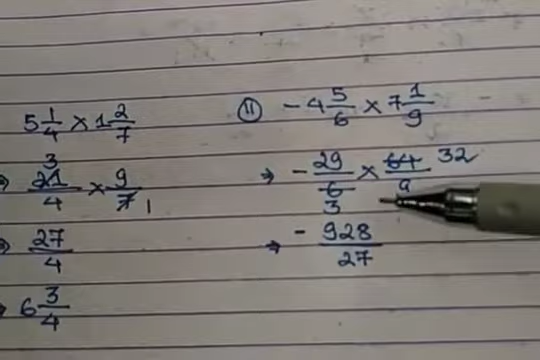 5 1/4 × 1 2/7
3
21/4 × 9/7 1
27/4
→ 6 3/4
(ii) - 4 5/6 × 7 1/9
→ - 29/6 × 64/9 32
3
→ - 928/27